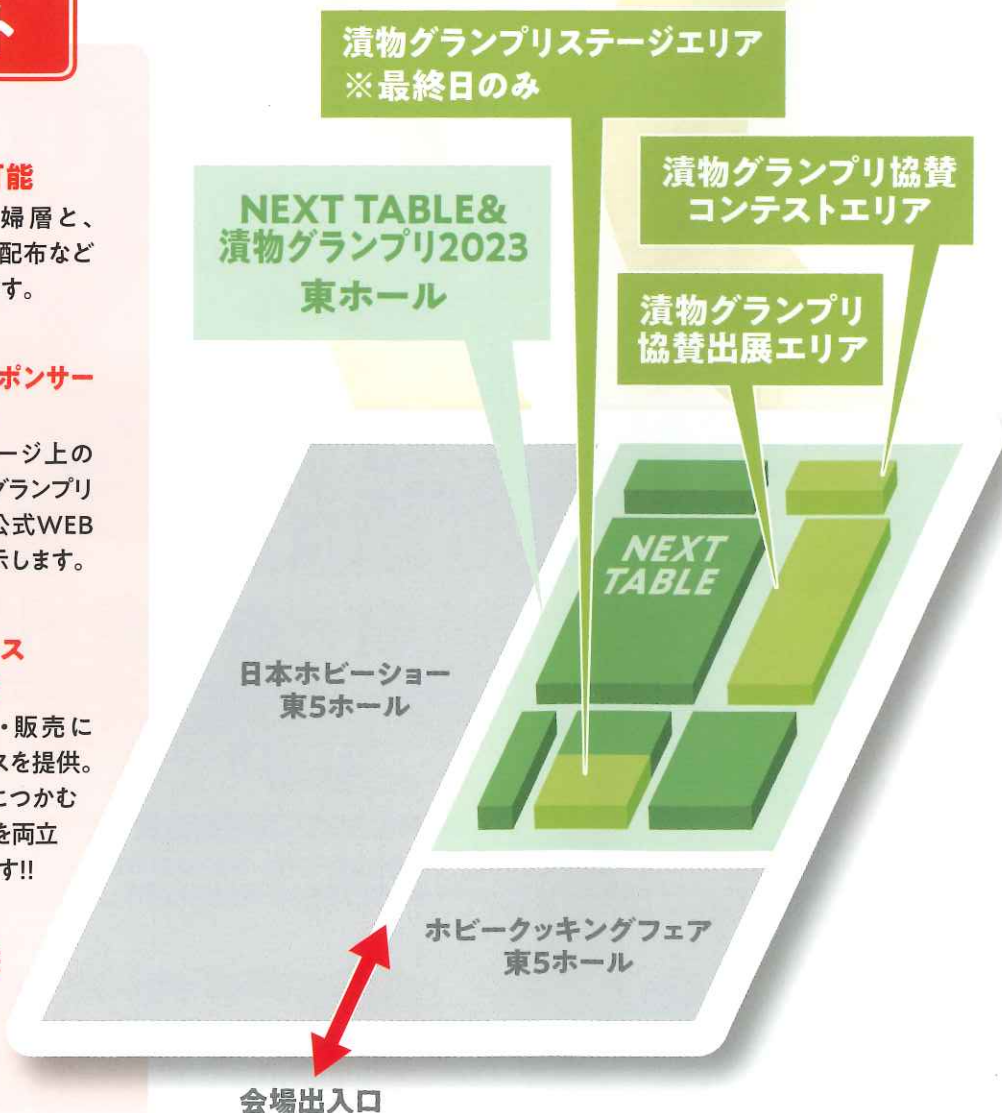 可能
婦層と、
配布など
す。
ポンサー
ージ上の
グランプリ
公式WEB
示します。
ス
・販売に
スを提供。
につかむ
を両立
す!!
漬物グランプリステージエリア
※最終日のみ
漬物グランプリ協賛
コンテストエリア
NEXT TABLE&
漬物グランプリ2023
東ホール
漬物グランプリ
協賛出展エリア
NEXT
TABLE
日本ホビーショー
東5ホール
ホビークッキングフェア
東5ホール
会場出入口